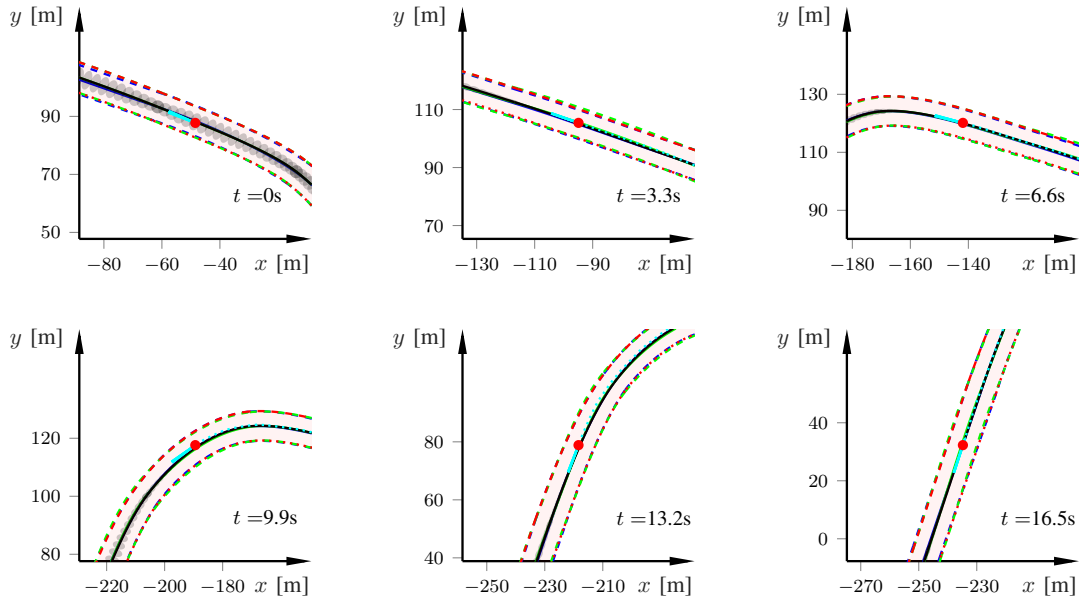 y [m]
90
70
50
t =0s
−80 −60 −40 x [m]
y [m]
110
90
70
t =3.3s
−130 −110 −90 x [m]
y [m]
130
110
90
t =6.6s
−180 −160 −140 x [m]
y [m]
120
100
80
t =9.9s
−220 −200 −180 x [m]
y [m]
80
60
40
t =13.2s
−250 −230 −210 x [m]
y [m]
40
20
0
t =16.5s
−270 −250 −230 x [m]